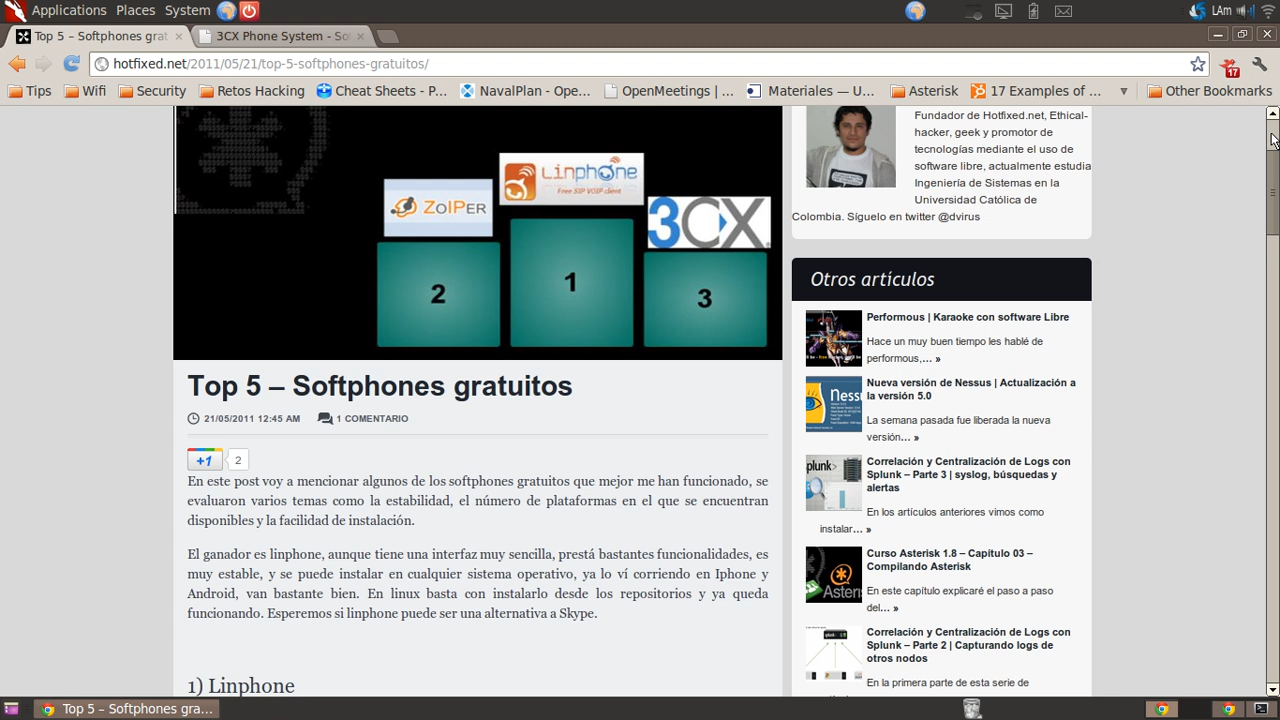 Applications Places System
LAm
Top 5 – Softphones grat
3CX Phone System - So
hotfixed.net/2011/05/21/top-5-softphones-gratuitos/
17
Tips
Wifi
Security
Retos Hacking
Cheat Sheets - P...
NavalPlan - Ope...
OpenMeetings | ...
Materiales — U...
Asterisk
17 Examples of ...
Other Bookmarks
ZOIPER
Linphone
Free SIP VOIP client
3CX
2
1
3
Top 5 – Softphones gratuitos
21/05/2011 12:45 AM
1 COMENTARIO
+1
2
En este post voy a mencionar algunos de los softphones gratuitos que mejor me han funcionado, se
evaluaron varios temas como la estabilidad, el número de plataformas en el que se encuentran
disponibles y la facilidad de instalación.
El ganador es linphone, aunque tiene una interfaz muy sencilla, prestá bastantes funcionalidades, es
muy estable, y se puede instalar en cualquier sistema operativo, ya lo ví corriendo en Iphone y
Android, van bastante bien. En linux basta con instalarlo desde los repositorios y ya queda
funcionando. Esperemos si linphone puede ser una alternativa a Skype.
1) Linphone
Fundador de Hotfixed.net, Ethical-
hacker, geek y promotor de
tecnologías mediante el uso de
software libre, actualmente estudia
Ingeniería de Sistemas en la
Universidad Católica de
Colombia. Síguelo en twitter @dvirus
Otros artículos
Performous | Karaoke con software Libre
Hace un muy buen tiempo les hablé de
performous,... »
Nueva versión de Nessus | Actualización a
la versión 5.0
La semana pasada fue liberada la nueva
versión... »
Correlación y Centralización de Logs con
Splunk – Parte 3 | syslog, búsquedas y
alertas
En los artículos anteriores vimos como
instalar... »
Curso Asterisk 1.8 – Capítulo 03 –
Compilando Asterisk
En este capítulo explicaré el paso a paso
del... »
Correlación y Centralización de Logs con
Splunk – Parte 2 | Capturando logs de
otros nodos
En la primera parte de esta serie de
Top 5 – Softphones gra...